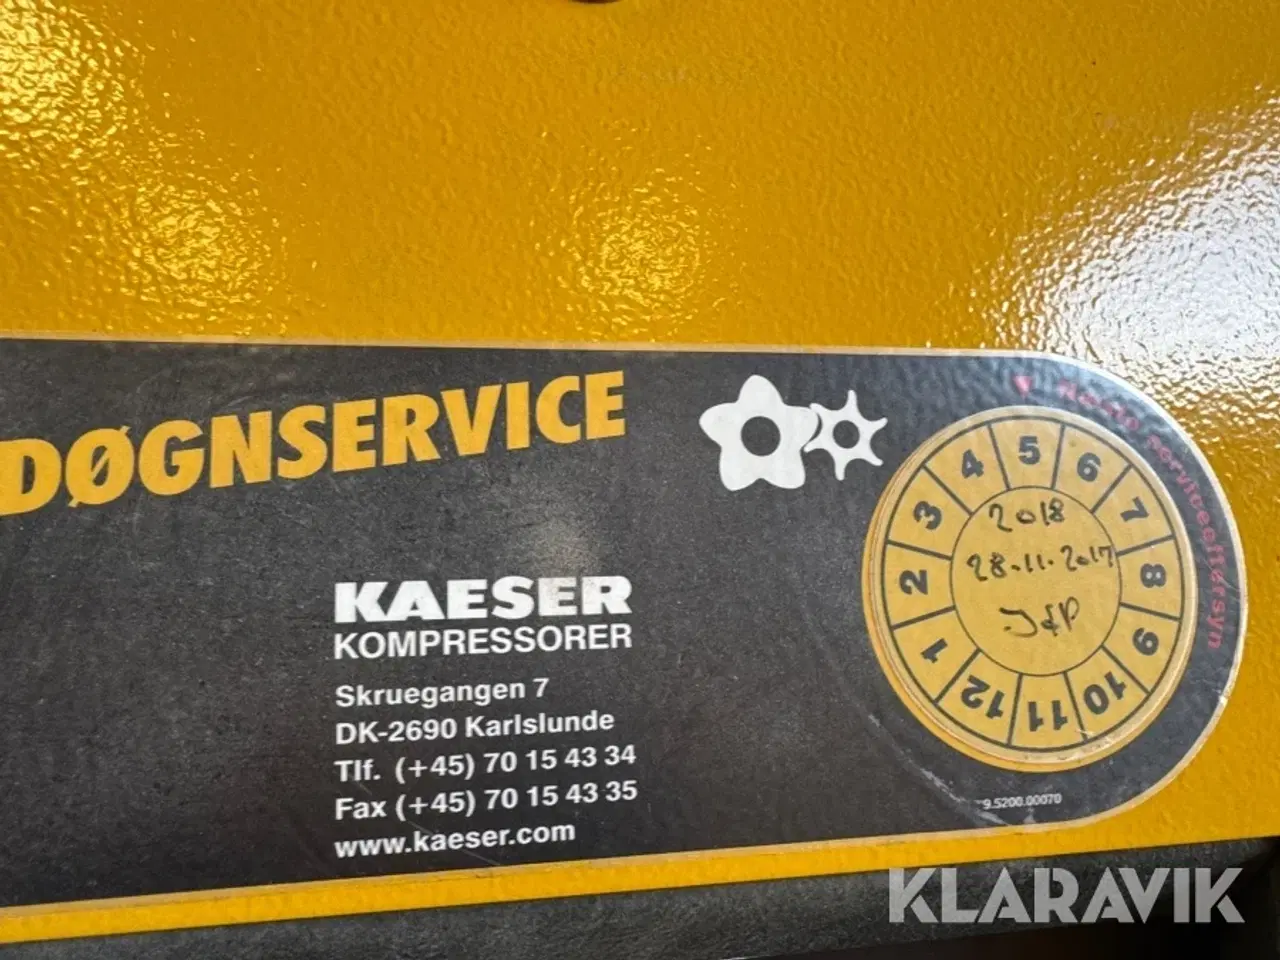 DØGNSERVICE
KAESER
KOMPRESSORER
Skruegangen 7
DK-2690 Karlslunde
Tlf. (+45) 70 15 43 34
Fax (+45) 70 15 43 35
www.kaeser.com
Næste serviceeftersyn
1 2 3 4 5 6 7 8 9 10 11 12
2018
28.11.2017
9.5200.00070
KLARAVIK